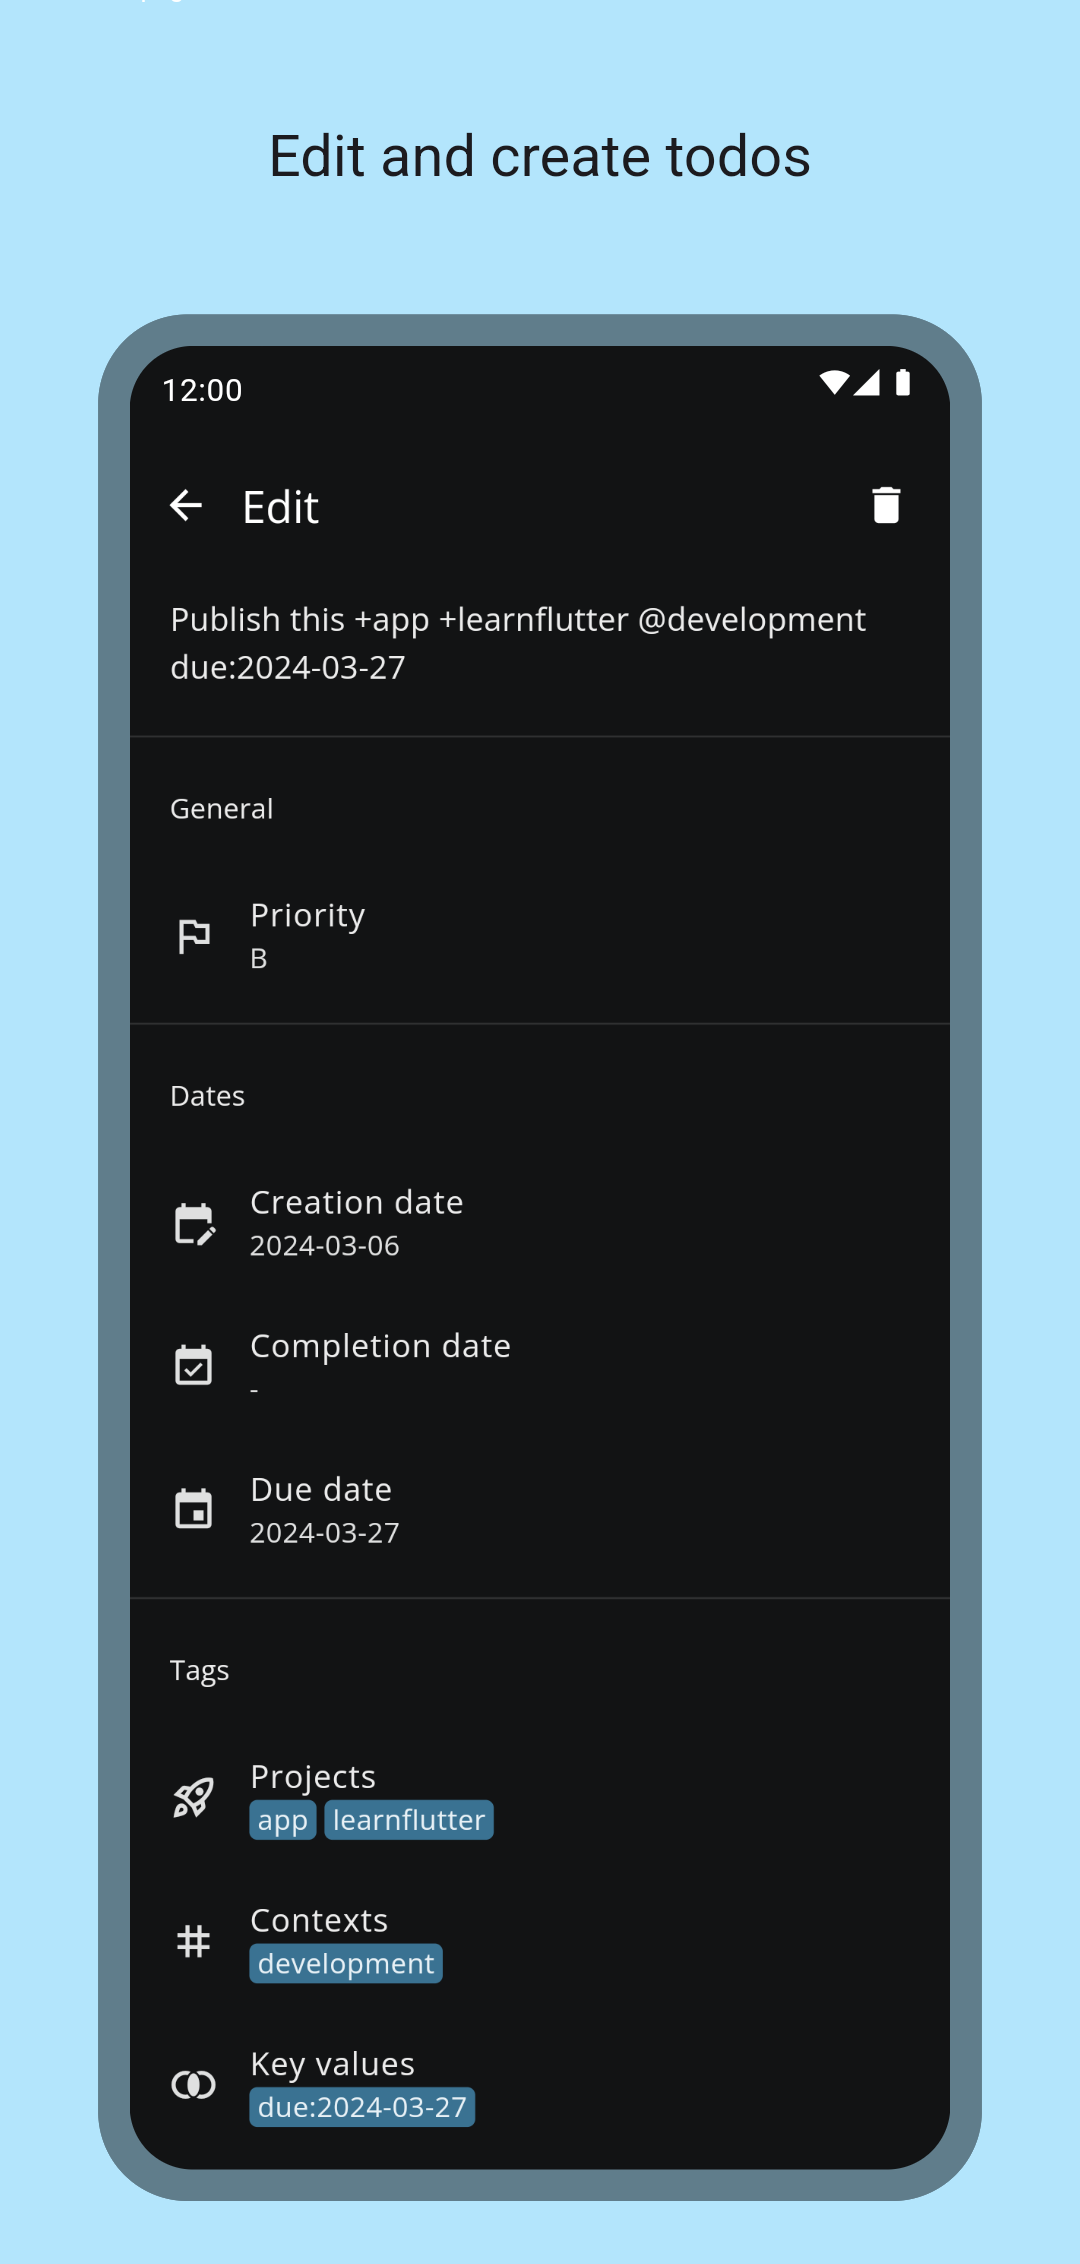 Edit and create todos
12:00
Edit
Publish this +app +learnflutter @development
due:2024-03-27
General
Priority
B
Dates
Creation date
2024-03-06
Completion date
-
Due date
2024-03-27
Tags
Projects
app learnflutter
Contexts
development
Key values
due:2024-03-27